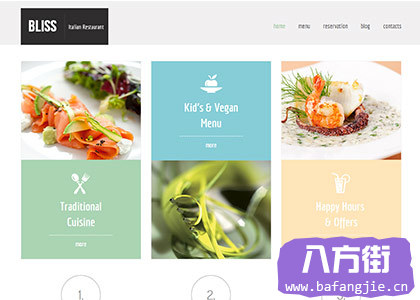 BLISS Italian Restaurant
home menu reservation blog contacts
Kid's & Vegan
Menu
more
Traditional
Cuisine
more
Happy Hours
& Offers
1. 2. 3.
八方街
www.bafangjie.cn